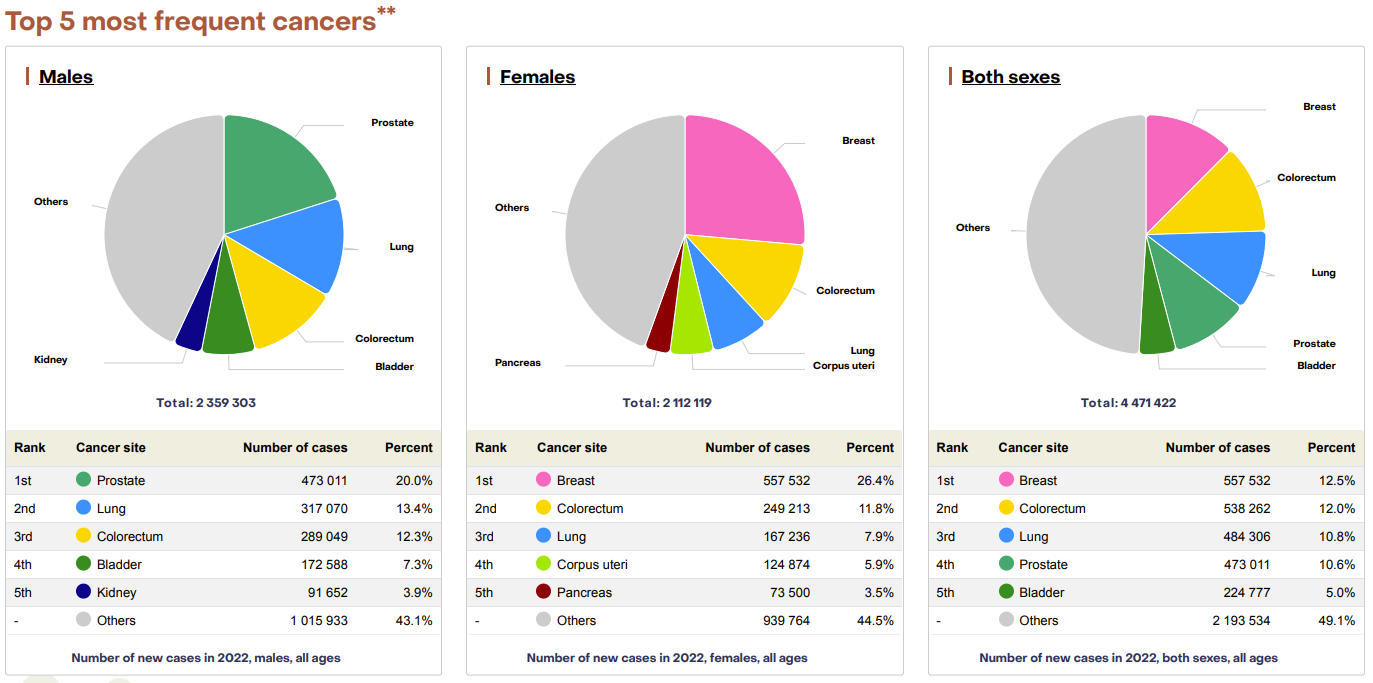 Top 5 most frequent cancers**
Males
Prostate
Others
Lung
Colorectum
Kidney
Bladder
Total: 2 359 303
Rank Cancer site Number of cases Percent
1st Prostate 473 011 20.0%
2nd Lung 317 070 13.4%
3rd Colorectum 289 049 12.3%
4th Bladder 172 588 7.3%
5th Kidney 91 652 3.9%
- Others 1 015 933 43.1%
Number of new cases in 2022, males, all ages
Females
Breast
Others
Colorectum
Lung
Pancreas
Corpus uteri
Total: 2 112 119
Rank Cancer site Number of cases Percent
1st Breast 557 532 26.4%
2nd Colorectum 249 213 11.8%
3rd Lung 167 236 7.9%
4th Corpus uteri 124 874 5.9%
5th Pancreas 73 500 3.5%
- Others 939 764 44.5%
Number of new cases in 2022, females, all ages
Both sexes
Breast
Colorectum
Others
Lung
Prostate
Bladder
Total: 4 471 422
Rank Cancer site Number of cases Percent
1st Breast 557 532 12.5%
2nd Colorectum 538 262 12.0%
3rd Lung 484 306 10.8%
4th Prostate 473 011 10.6%
5th Bladder 224 777 5.0%
- Others 2 193 534 49.1%
Number of new cases in 2022, both sexes, all ages